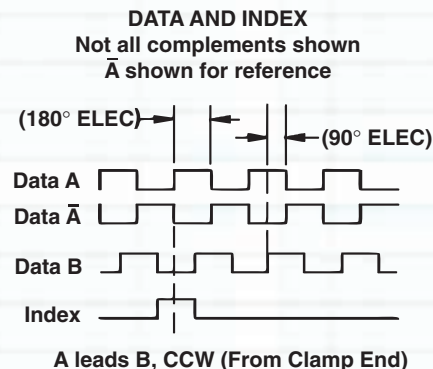 DATA AND INDEX
Not all complements shown
A̅ shown for reference
(180° ELEC)
(90° ELEC)
Data A
Data A̅
Data B
Index
A leads B, CCW (From Clamp End)